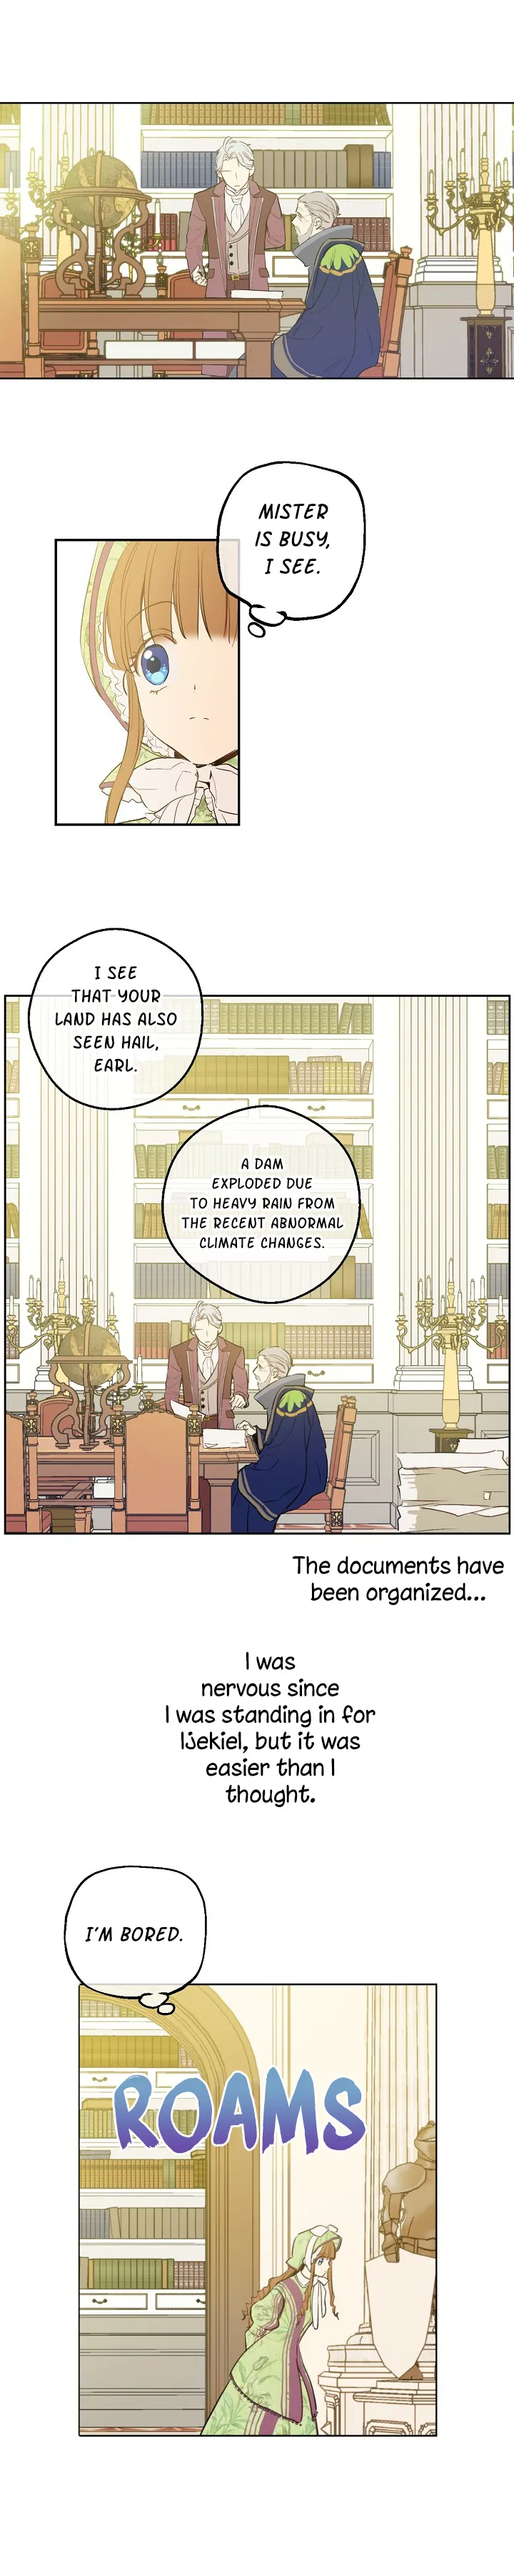 MISTER
IS BUSY,
I SEE.
I SEE
THAT YOUR
LAND HAS ALSO
SEEN HAIL,
EARL.
A DAM
EXPLODED DUE
TO HEAVY RAIN FROM
THE RECENT ABNORMAL
CLIMATE CHANGES.
The documents have
been organized...
I was
nervous since
I was standing in for
Ijekiel, but it was
easier than I
thought.
I'M BORED.
ROAMS